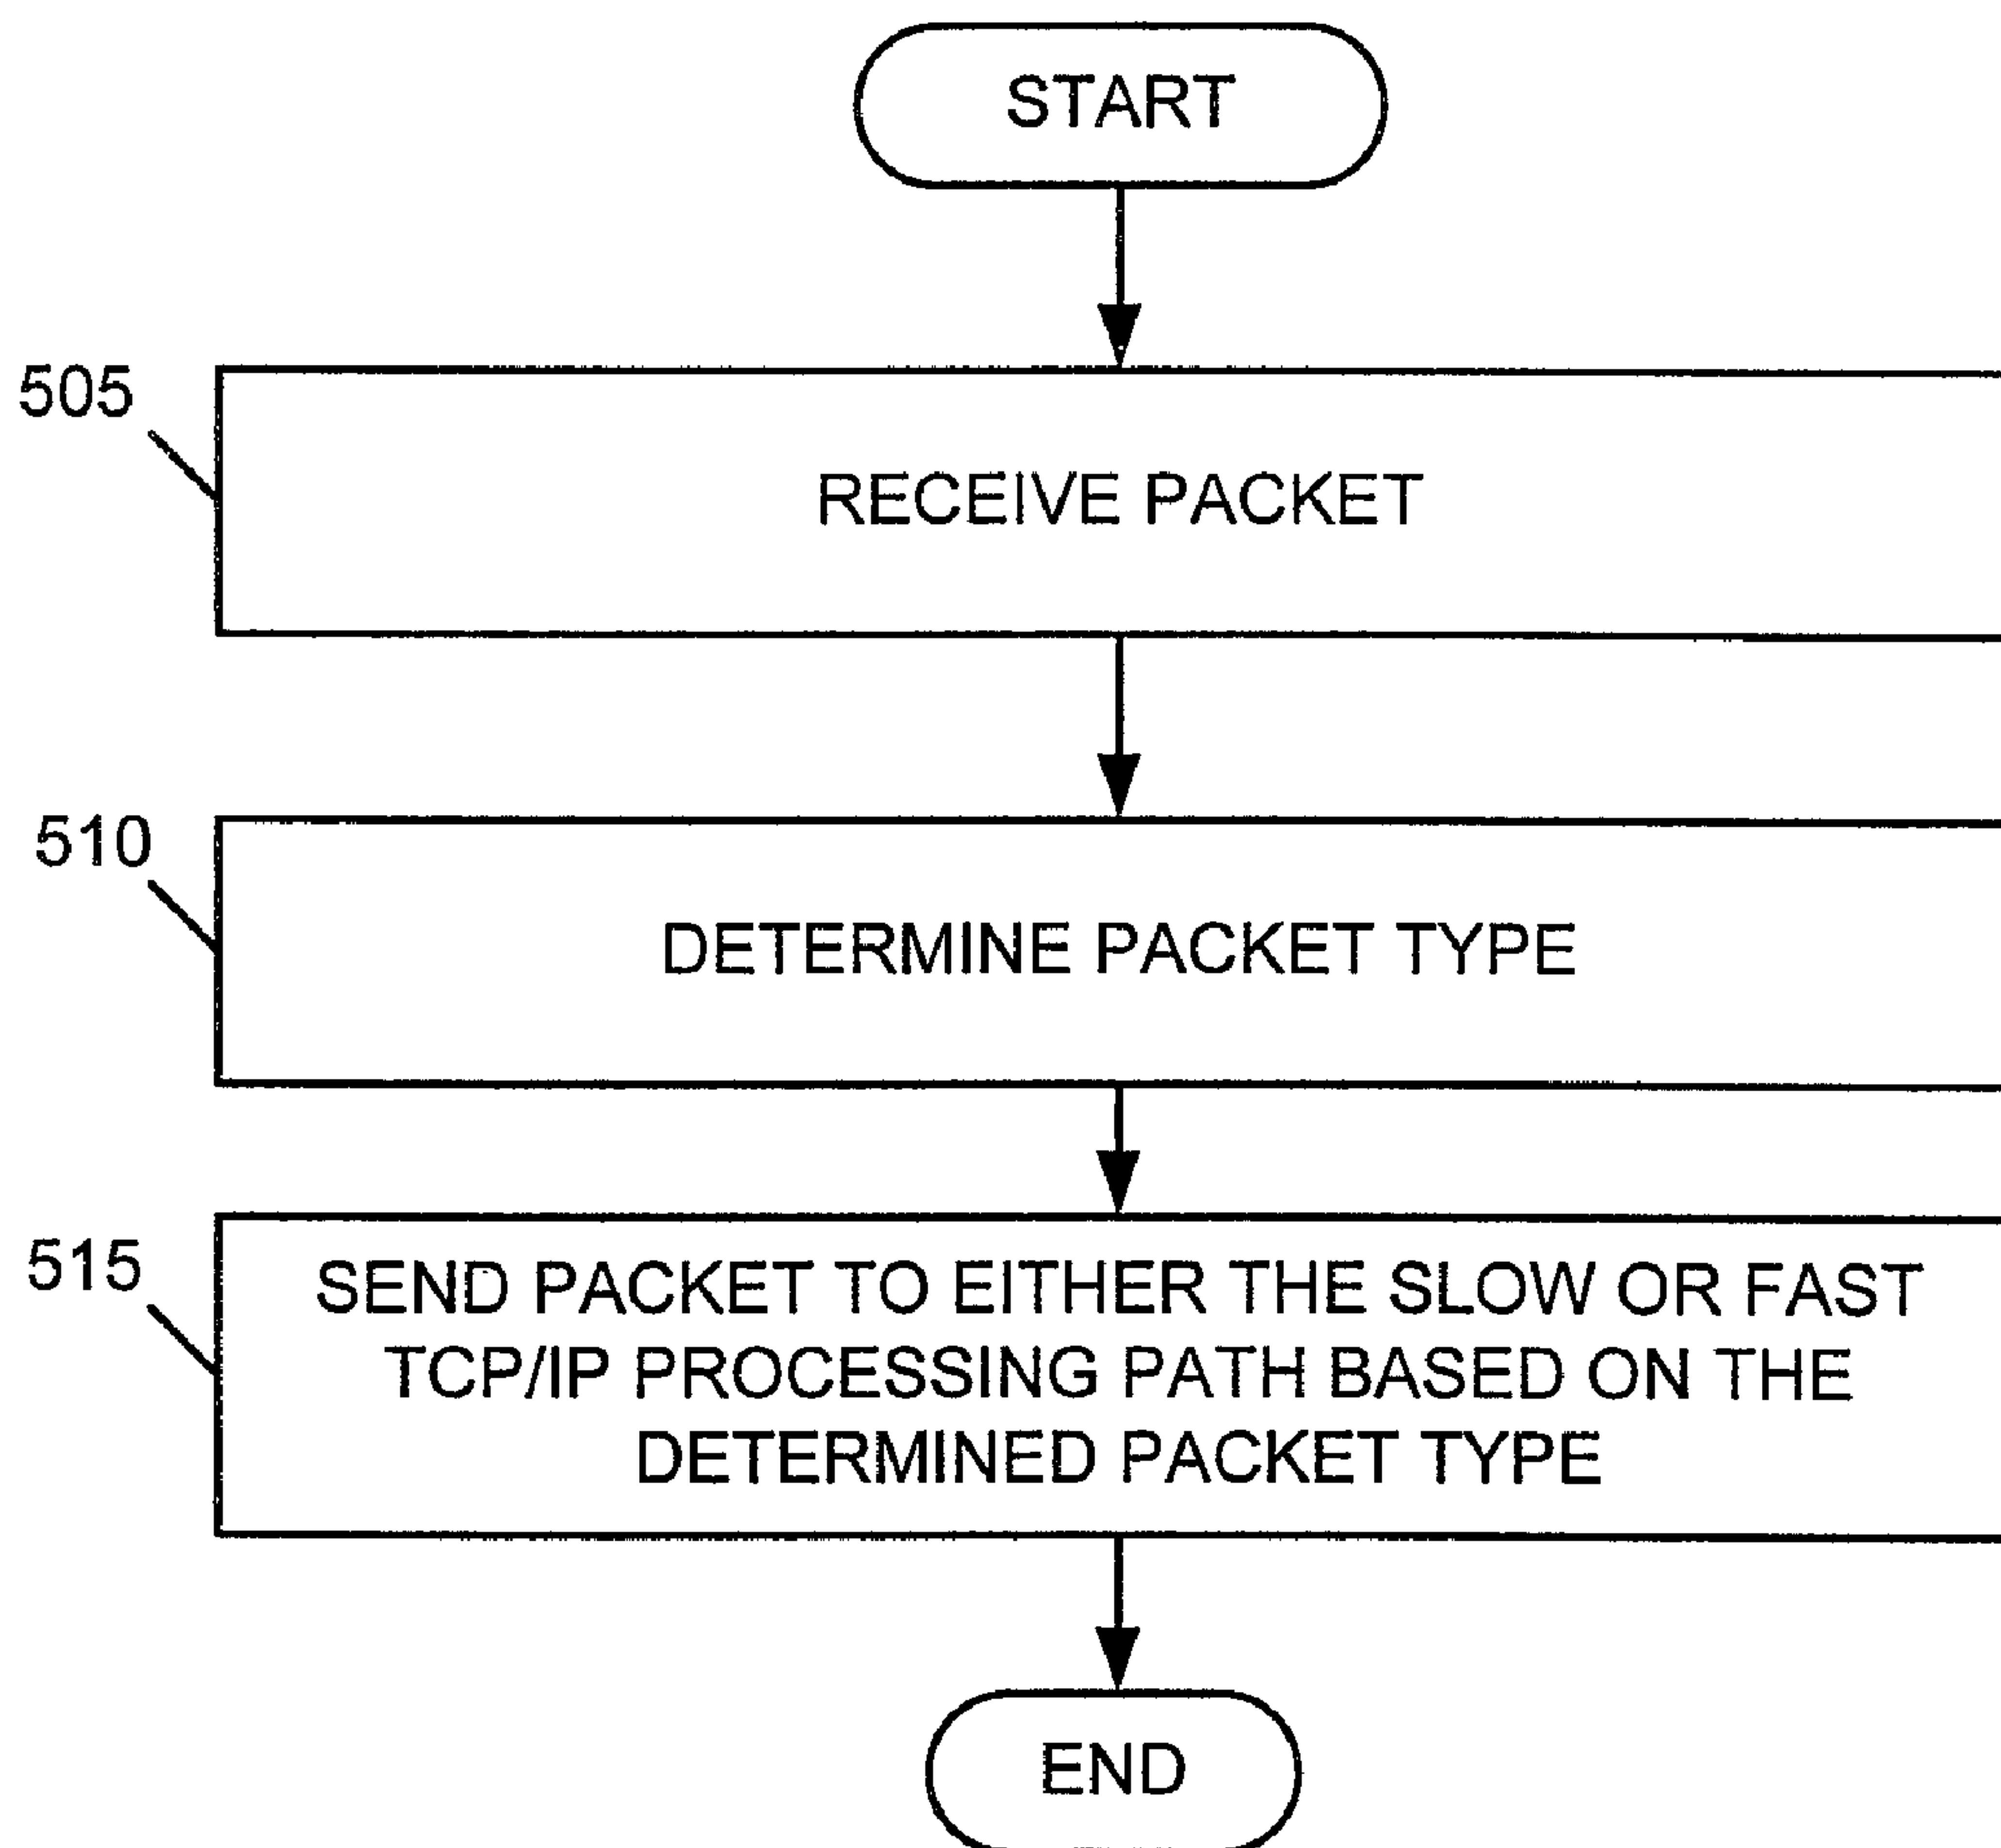 START
505
RECEIVE PACKET
510
DETERMINE PACKET TYPE
515
SEND PACKET TO EITHER THE SLOW OR FAST
TCP/IP PROCESSING PATH BASED ON THE
DETERMINED PACKET TYPE
END